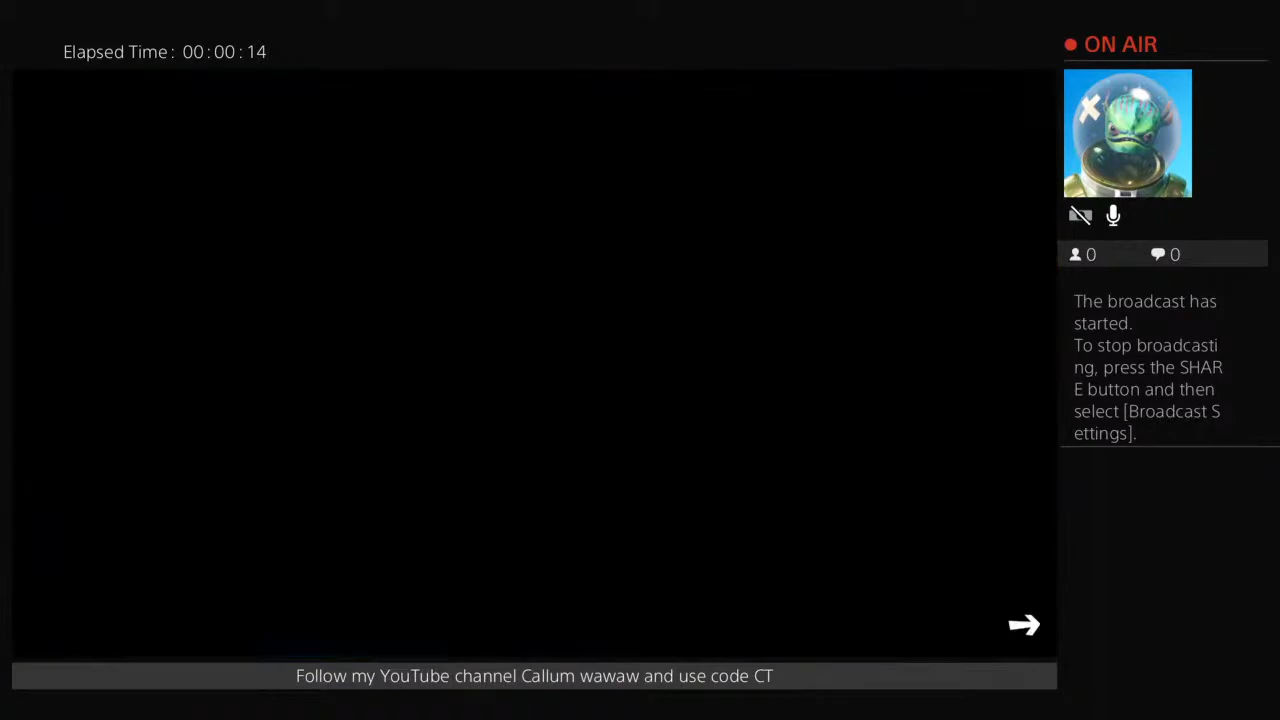 Elapsed Time: 00:00:14
ON AIR
0 0
The broadcast has
started.
To stop broadcasti
ng, press the SHAR
E button and then
select [Broadcast S
ettings].
Follow my YouTube channel Callum wawaw and use code CT